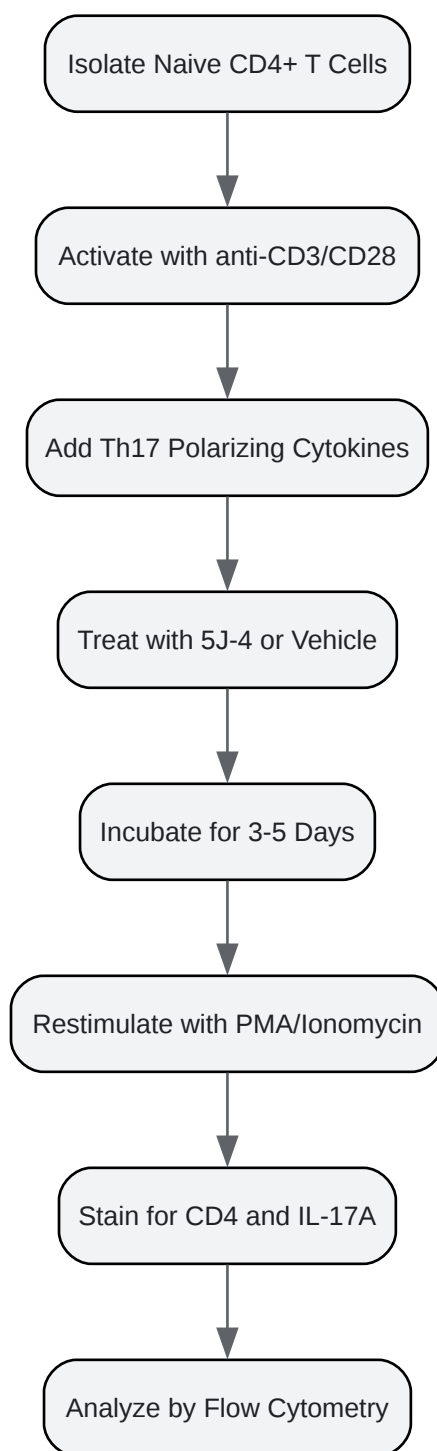 Isolate Naive CD4+ T Cells
Activate with anti-CD3/CD28
Add Th17 Polarizing Cytokines
Treat with 5J-4 or Vehicle
Incubate for 3-5 Days
Restimulate with PMA/Ionomycin
Stain for CD4 and IL-17A
Analyze by Flow Cytometry